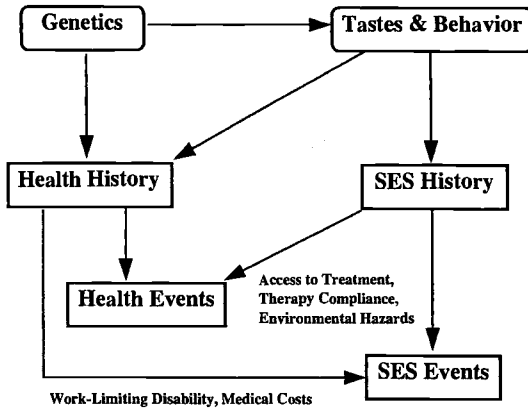 Genetics
Tastes & Behavior
Health History
SES History
Health Events
Access to Treatment,
Therapy Compliance,
Environmental Hazards
SES Events
Work-Limiting Disability, Medical Costs